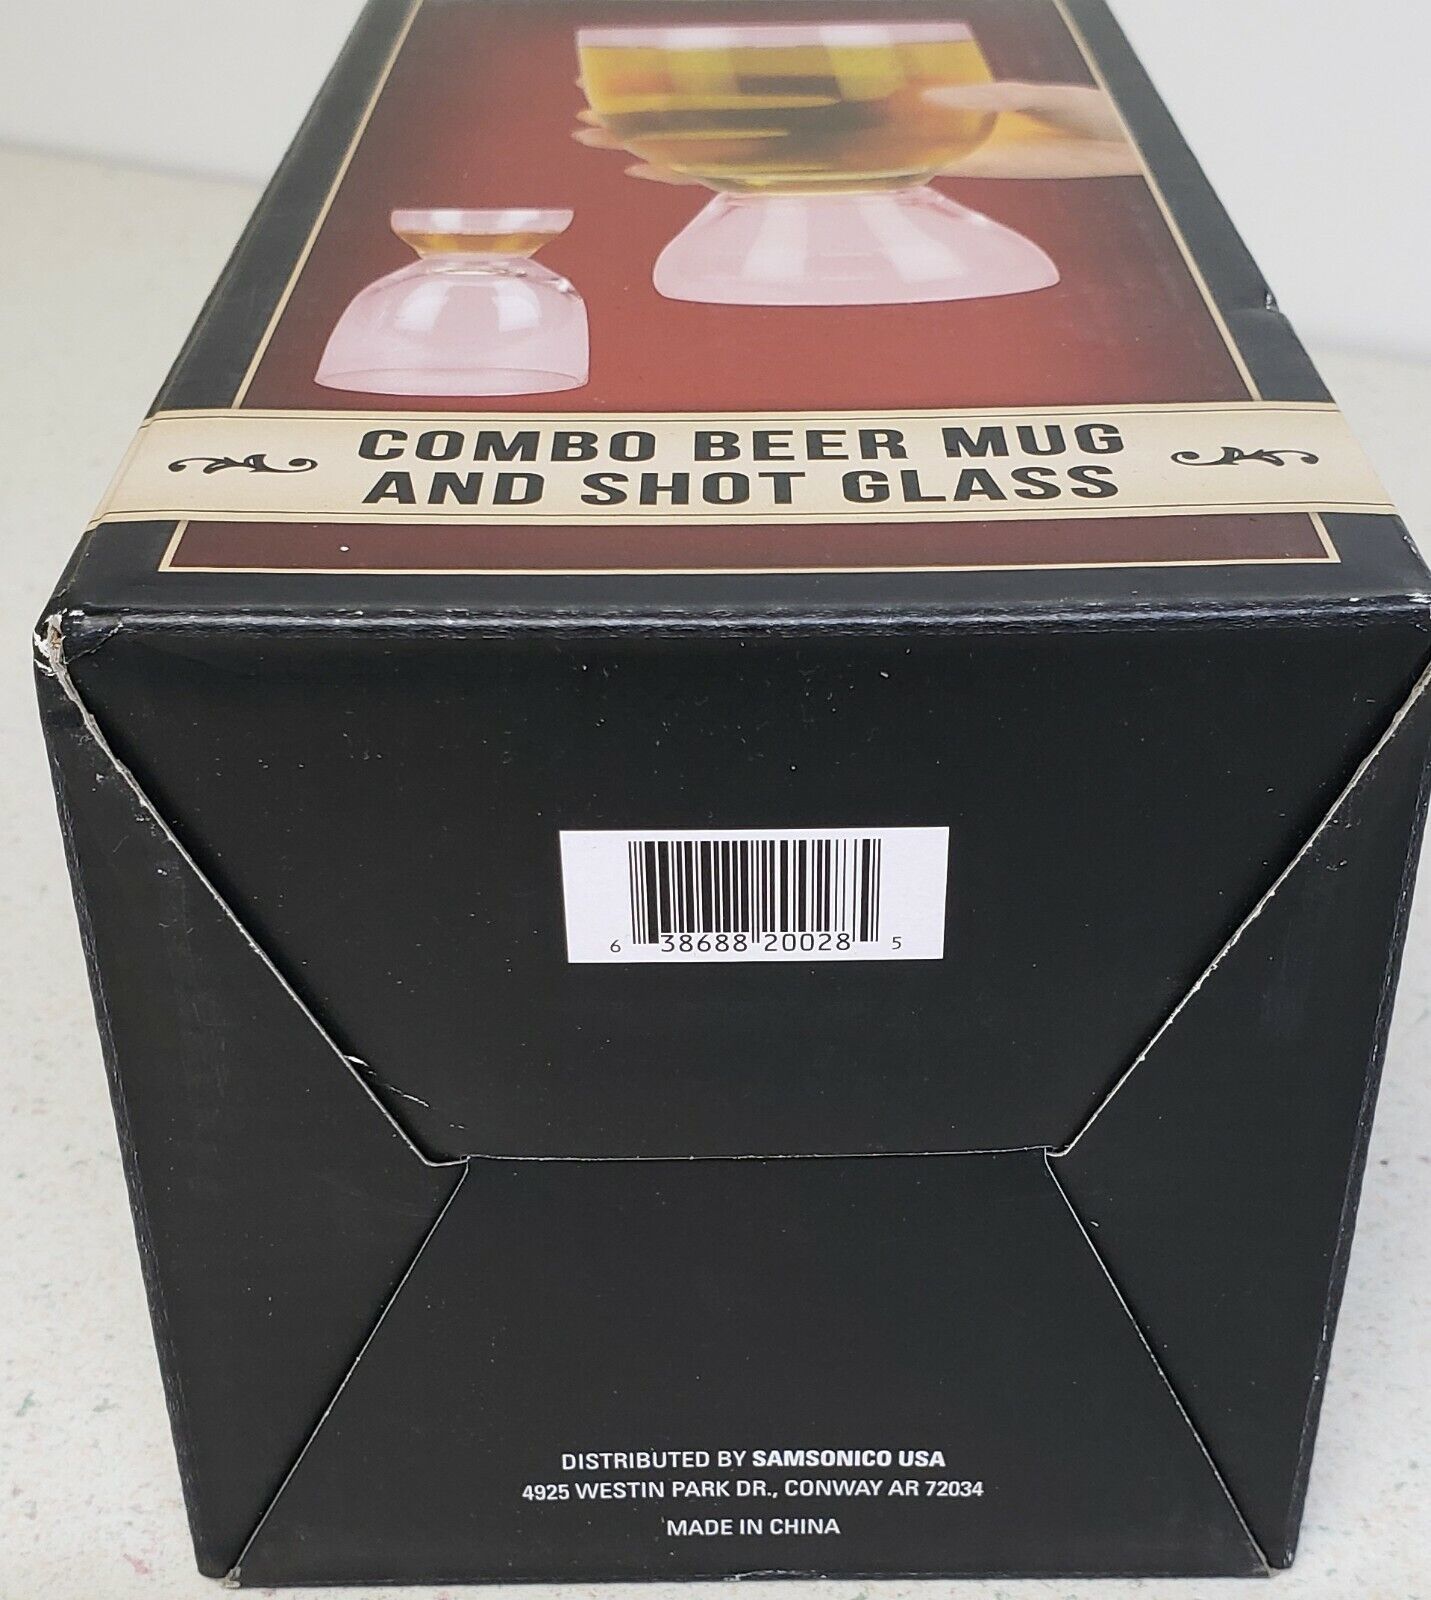 COMBO BEER MUG
AND SHOT GLASS
6 38688 20028 5
DISTRIBUTED BY SAMSONICO USA
4925 WESTIN PARK DR., CONWAY AR 72034
MADE IN CHINA